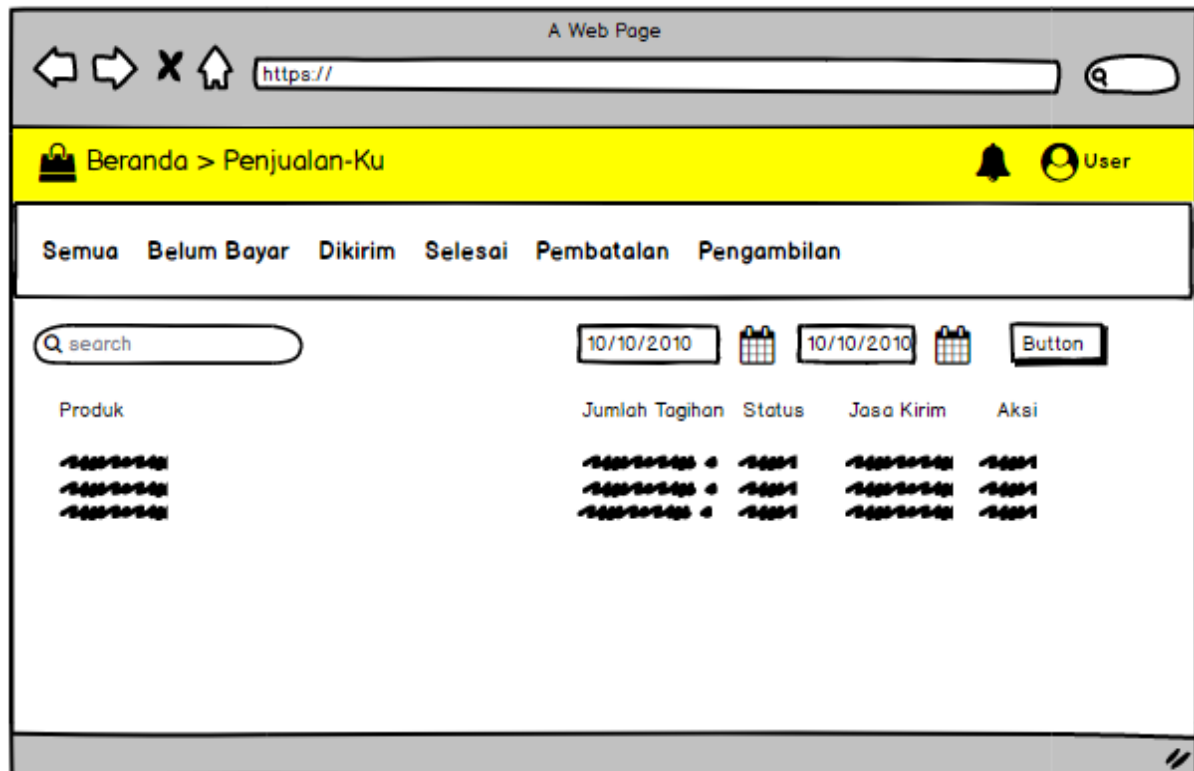 A Web Page
https://
Beranda > Penjualan-Ku
User
Semua Belum Bayar Dikirim Selesai Pembatalan Pengambilan
search 10/10/2010 10/10/2010 Button
Produk Jumlah Tagihan Status Jasa Kirim Aksi